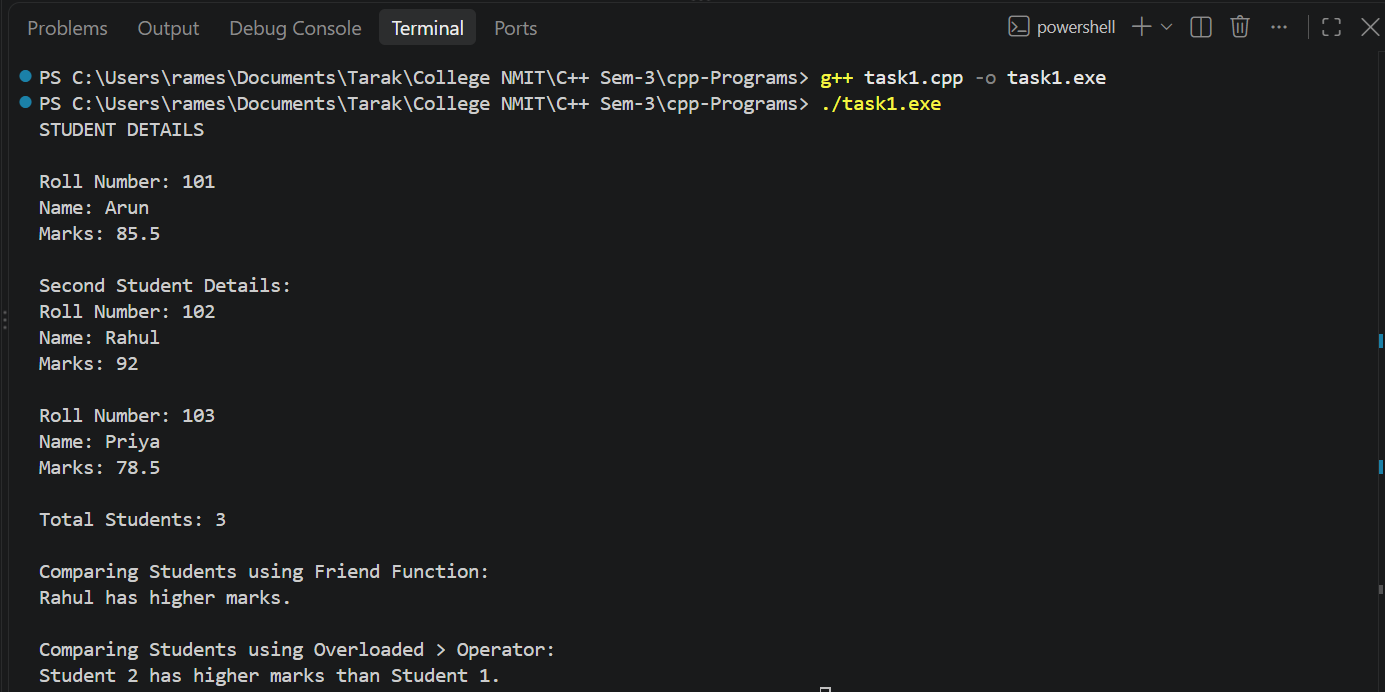 Problems Output Debug Console Terminal Ports powershell
PS C:\Users\rames\Documents\Tarak\College NMIT\C++ Sem-3\cpp-Programs> g++ task1.cpp -o task1.exe
PS C:\Users\rames\Documents\Tarak\College NMIT\C++ Sem-3\cpp-Programs> ./task1.exe
STUDENT DETAILS
Roll Number: 101
Name: Arun
Marks: 85.5
Second Student Details:
Roll Number: 102
Name: Rahul
Marks: 92
Roll Number: 103
Name: Priya
Marks: 78.5
Total Students: 3
Comparing Students using Friend Function:
Rahul has higher marks.
Comparing Students using Overloaded > Operator:
Student 2 has higher marks than Student 1.